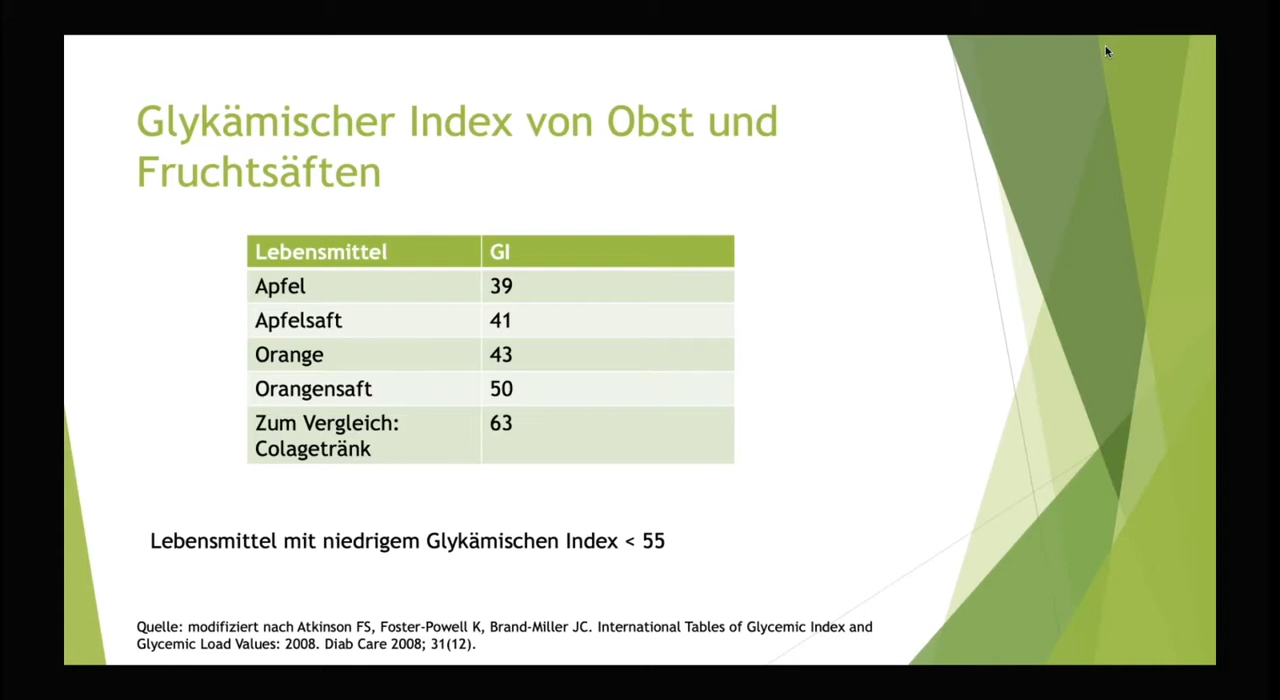 Glykämischer Index von Obst und
Fruchtsäften
Lebensmittel GI
Apfel 39
Apfelsaft 41
Orange 43
Orangensaft 50
Zum Vergleich: 63
Colagetränk
Lebensmittel mit niedrigem Glykämischen Index < 55
Quelle: modifiziert nach Atkinson FS, Foster-Powell K, Brand-Miller JC. International Tables of Glycemic Index and
Glycemic Load Values: 2008. Diab Care 2008; 31(12).